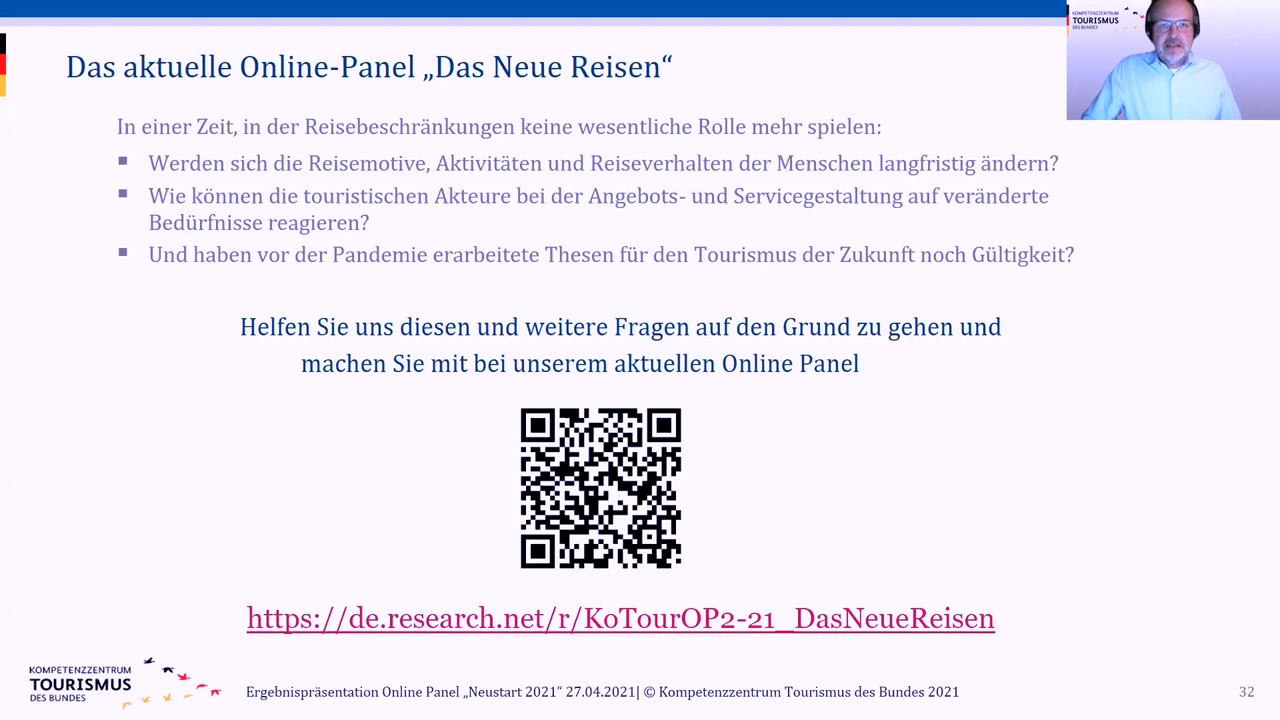 KOMPETENZZENTRUM
TOURISMUS
DES BUNDES
Das aktuelle Online-Panel „Das Neue Reisen“
In einer Zeit, in der Reisebeschränkungen keine wesentliche Rolle mehr spielen:
▪ Werden sich die Reisemotive, Aktivitäten und Reiseverhalten der Menschen langfristig ändern?
▪ Wie können die touristischen Akteure bei der Angebots- und Servicegestaltung auf veränderte
Bedürfnisse reagieren?
▪ Und haben vor der Pandemie erarbeitete Thesen für den Tourismus der Zukunft noch Gültigkeit?
Helfen Sie uns diesen und weitere Fragen auf den Grund zu gehen und
machen Sie mit bei unserem aktuellen Online Panel
https://de.research.net/r/KoTourOP2-21_DasNeueReisen
KOMPETENZZENTRUM
TOURISMUS
DES BUNDES
Ergebnispräsentation Online Panel „Neustart 2021“ 27.04.2021| © Kompetenzzentrum Tourismus des Bundes 2021
32